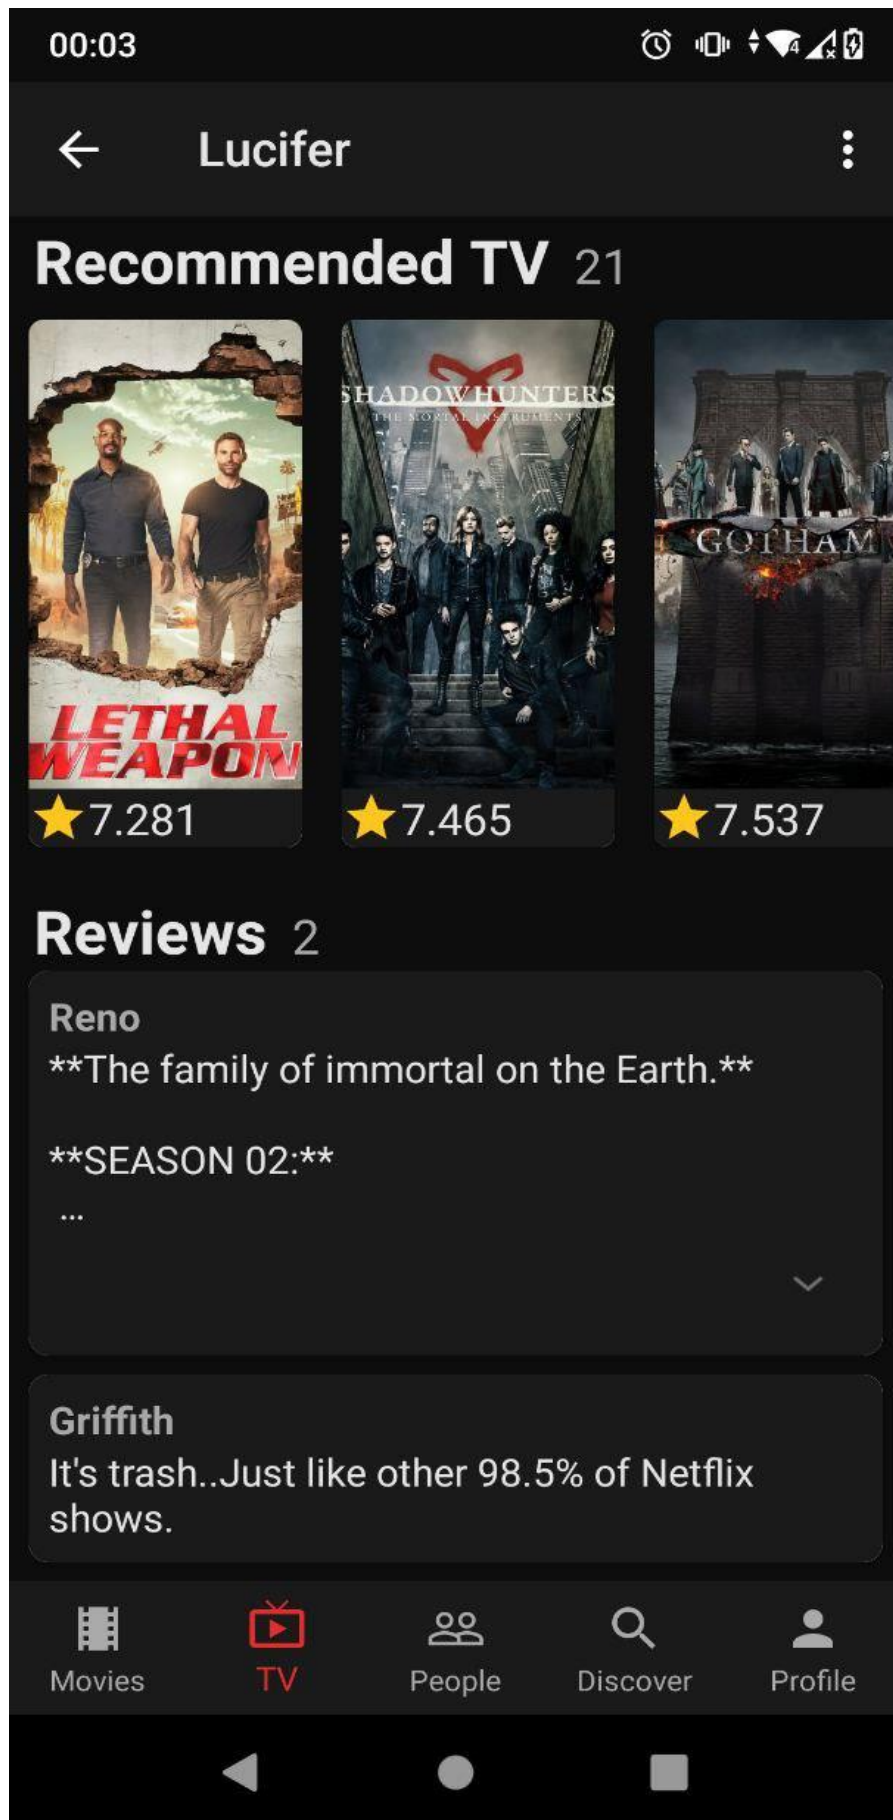 00:03
Lucifer
Recommended TV 21
SHADOWHUNTERS
THE MORTAL INSTRUMENTS
GOTHAM
LETHAL
WEAPON
7.281
7.465
7.537
Reviews 2
Reno
**The family of immortal on the Earth.**
**SEASON 02:**
...
Griffith
It's trash..Just like other 98.5% of Netflix
shows.
Movies
TV
People
Discover
Profile